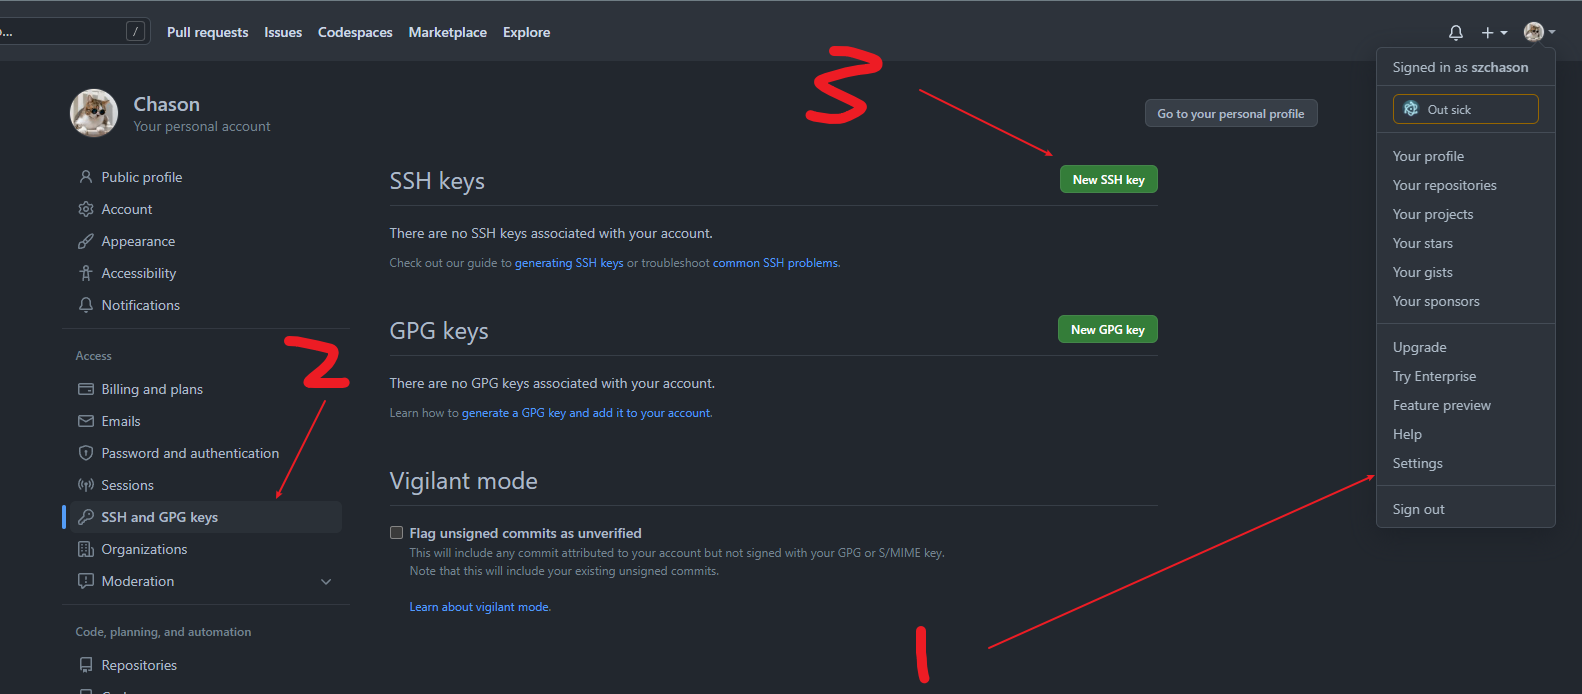 o...
/
Pull requests Issues Codespaces Marketplace Explore
Signed in as szchason
Out sick
Your profile
Your repositories
Your projects
Your stars
Your gists
Your sponsors
Upgrade
Try Enterprise
Feature preview
Help
Settings
Sign out
Chason
Your personal account
Go to your personal profile
Public profile
Account
Appearance
Accessibility
Notifications
Access
Billing and plans
Emails
Password and authentication
Sessions
SSH and GPG keys
Organizations
Moderation
Code, planning, and automation
Repositories
3
SSH keys
New SSH key
There are no SSH keys associated with your account.
Check out our guide to generating SSH keys or troubleshoot common SSH problems.
GPG keys
New GPG key
2
There are no GPG keys associated with your account.
Learn how to generate a GPG key and add it to your account.
Vigilant mode
Flag unsigned commits as unverified
This will include any commit attributed to your account but not signed with your GPG or S/MIME key.
Note that this will include your existing unsigned commits.
Learn about vigilant mode.
1